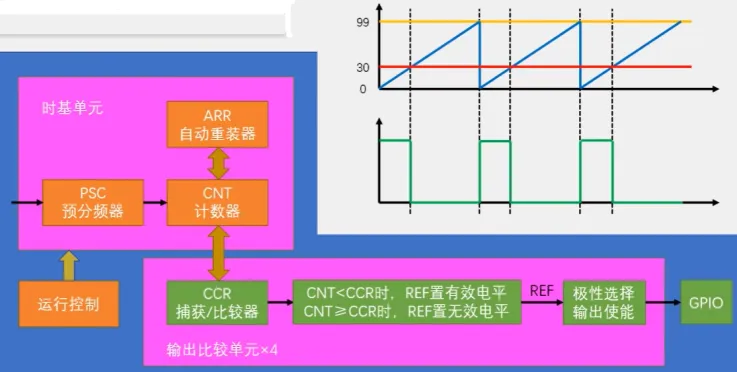 99
30
0
时基单元
ARR
自动重装器
PSC
预分频器
CNT
计数器
运行控制
CCR
捕获/比较器
CNT<CCR时，REF置有效电平
CNT≥CCR时，REF置无效电平
REF
极性选择
输出使能
GPIO
输出比较单元×4